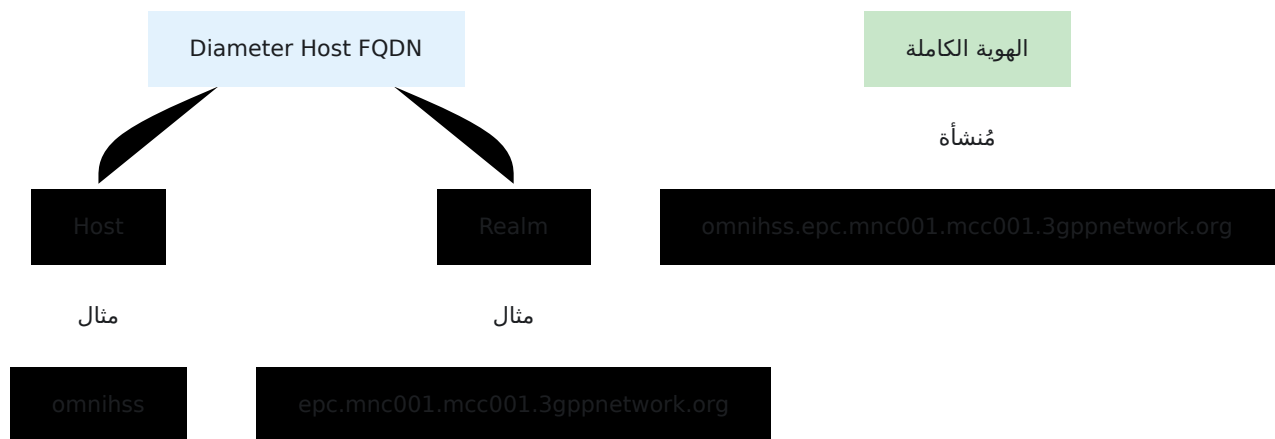 Diameter Host FQDN
الهوية الكاملة
مُنشأة
Host
Realm
omnihss.epc.mnc001.mcc001.3gppnetwork.org
مثال
مثال
omnihss
epc.mnc001.mcc001.3gppnetwork.org